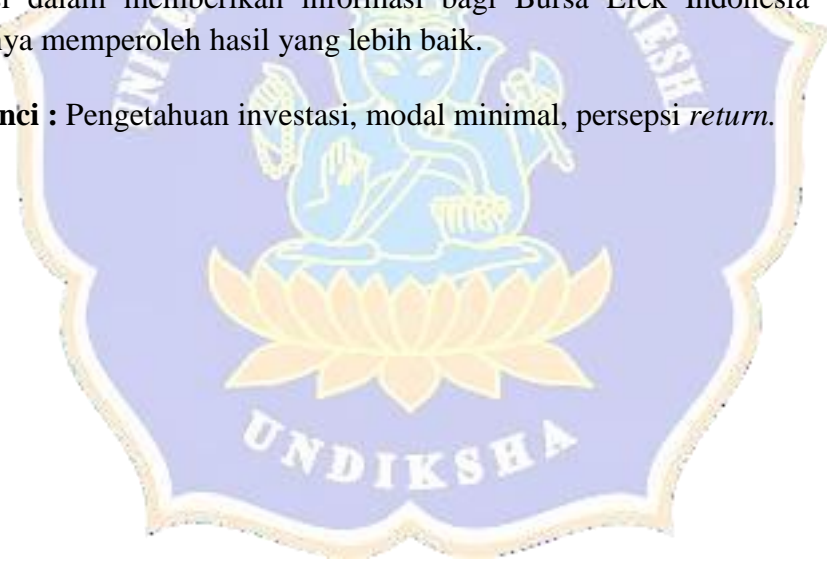 dalam memberikan informasi bagi Bursa Efek Indonesia
memperoleh hasil yang lebih baik.
nci : Pengetahuan investasi, modal minimal, persepsi return.
UNDIKSHA